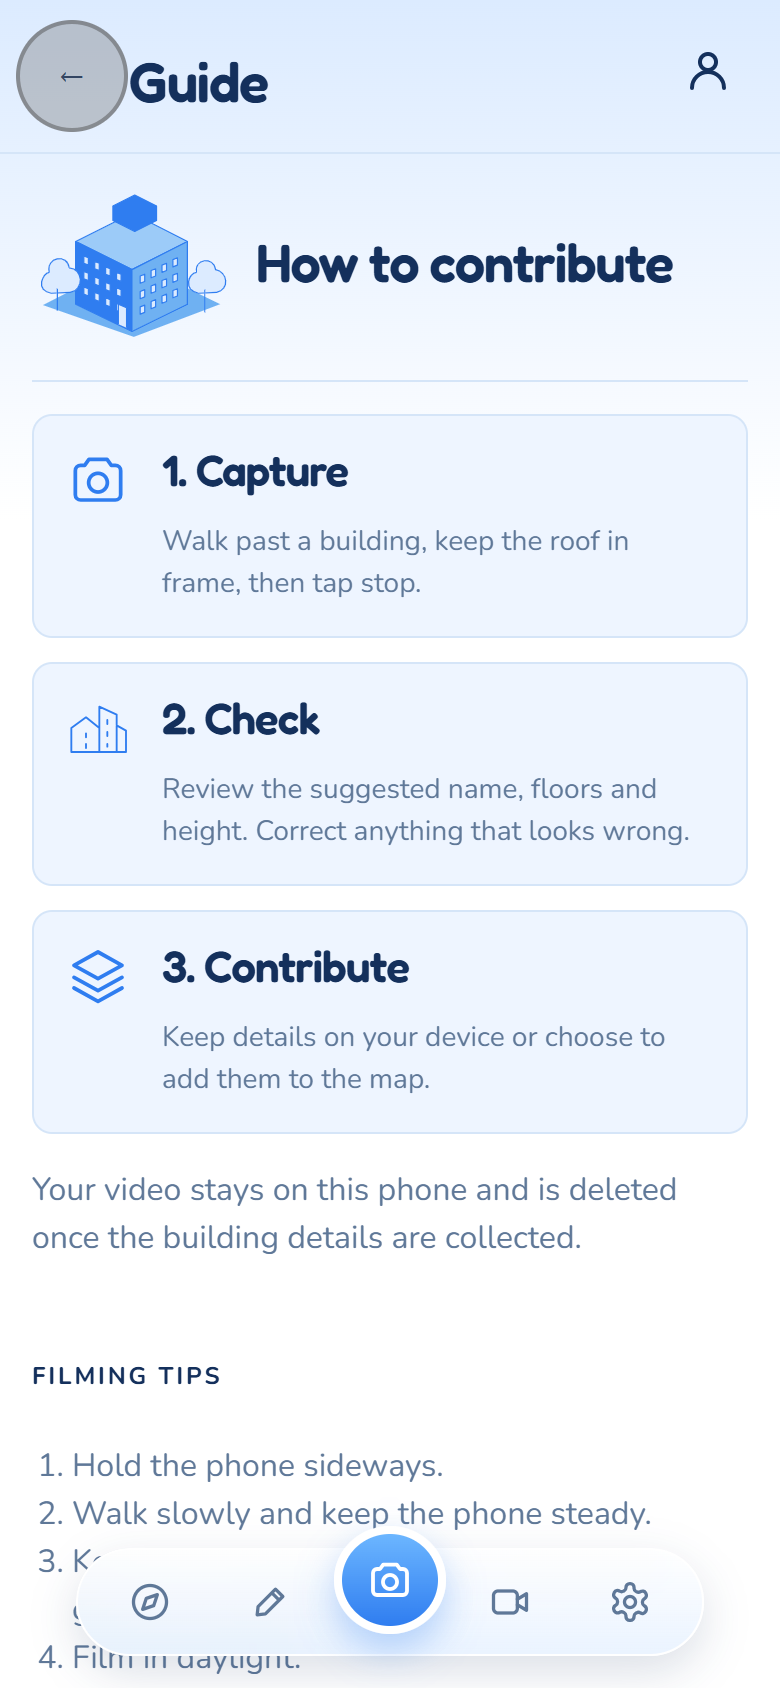 ←
Guide
How to contribute
1. Capture
Walk past a building, keep the roof in
frame, then tap stop.
2. Check
Review the suggested name, floors and
height. Correct anything that looks wrong.
3. Contribute
Keep details on your device or choose to
add them to the map.
Your video stays on this phone and is deleted
once the building details are collected.
FILMING TIPS
1. Hold the phone sideways.
2. Walk slowly and keep the phone steady.
3.
4. Film in daylight.